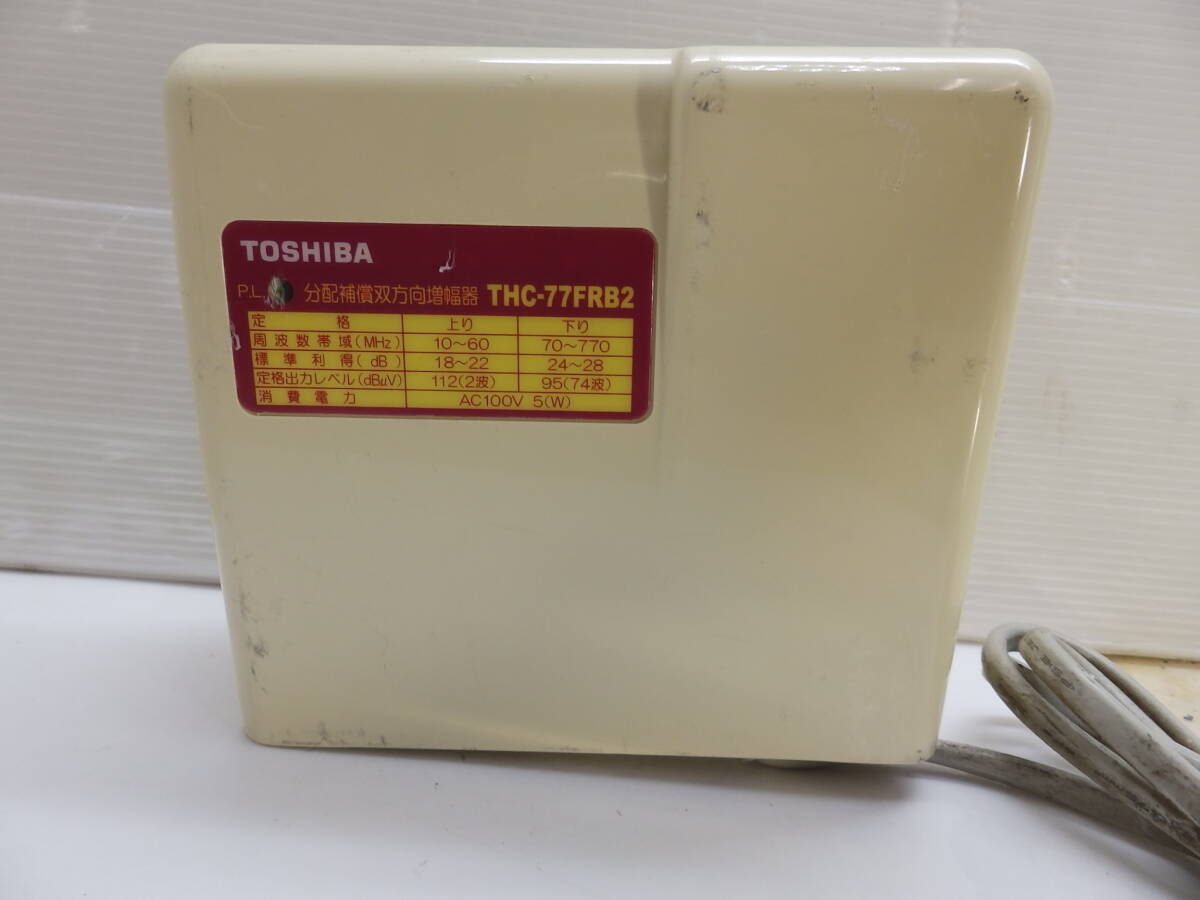 TOSHIBA
P.L. 分配補償双方向増幅器 THC-77FRB2
定格 上り 下り
周波数帯域(MHz) 10～60 70～770
標準利得(dB) 18～22 24～28
定格出力レベル(dBμV) 112(2波) 95(74波)
消費電力 AC100V 5(W)